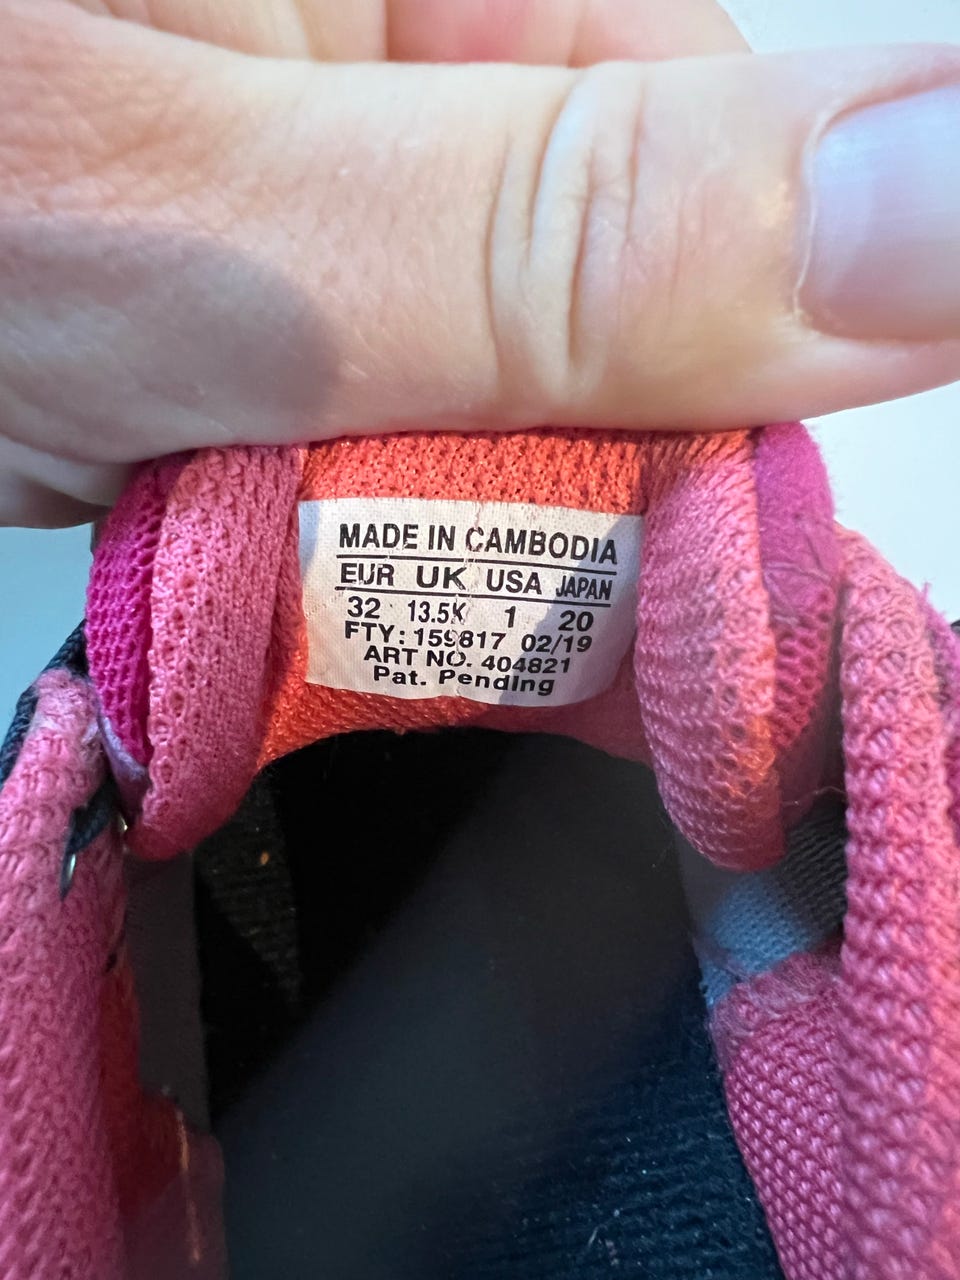 MADE IN CAMBODIA
EUR UK USA JAPAN
32 13.5K 1 20
FTY: 159817 02/19
ART NO. 404821
Pat. Pending